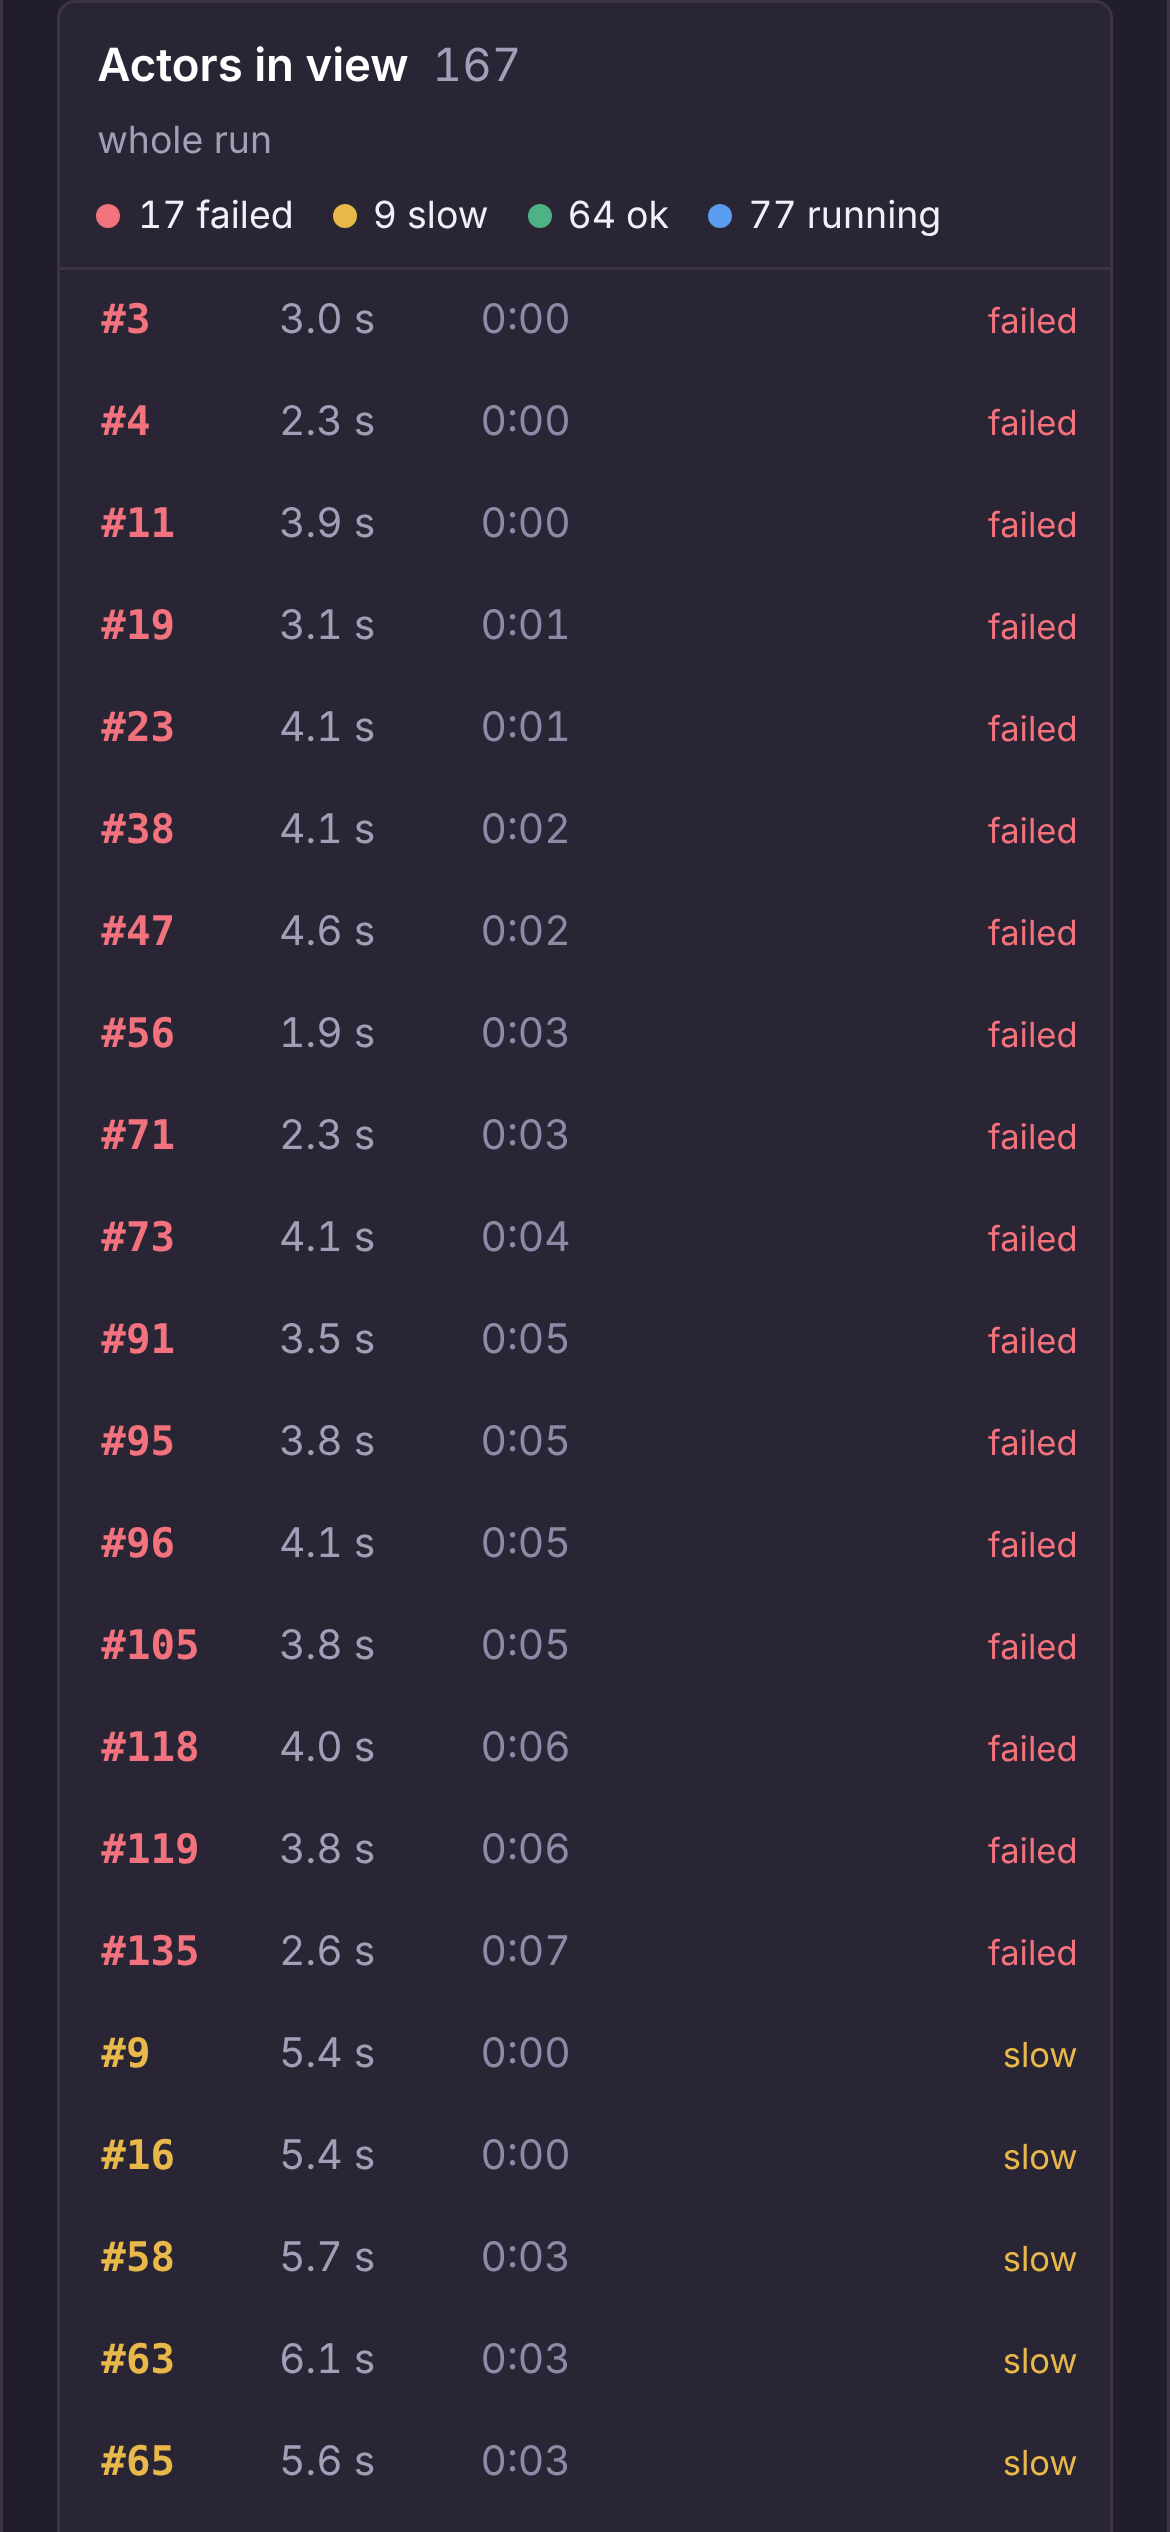 Actors in view 167
whole run
17 failed 9 slow 64 ok 77 running
#3 3.0 s 0:00 failed
#4 2.3 s 0:00 failed
#11 3.9 s 0:00 failed
#19 3.1 s 0:01 failed
#23 4.1 s 0:01 failed
#38 4.1 s 0:02 failed
#47 4.6 s 0:02 failed
#56 1.9 s 0:03 failed
#71 2.3 s 0:03 failed
#73 4.1 s 0:04 failed
#91 3.5 s 0:05 failed
#95 3.8 s 0:05 failed
#96 4.1 s 0:05 failed
#105 3.8 s 0:05 failed
#118 4.0 s 0:06 failed
#119 3.8 s 0:06 failed
#135 2.6 s 0:07 failed
#9 5.4 s 0:00 slow
#16 5.4 s 0:00 slow
#58 5.7 s 0:03 slow
#63 6.1 s 0:03 slow
#65 5.6 s 0:03 slow